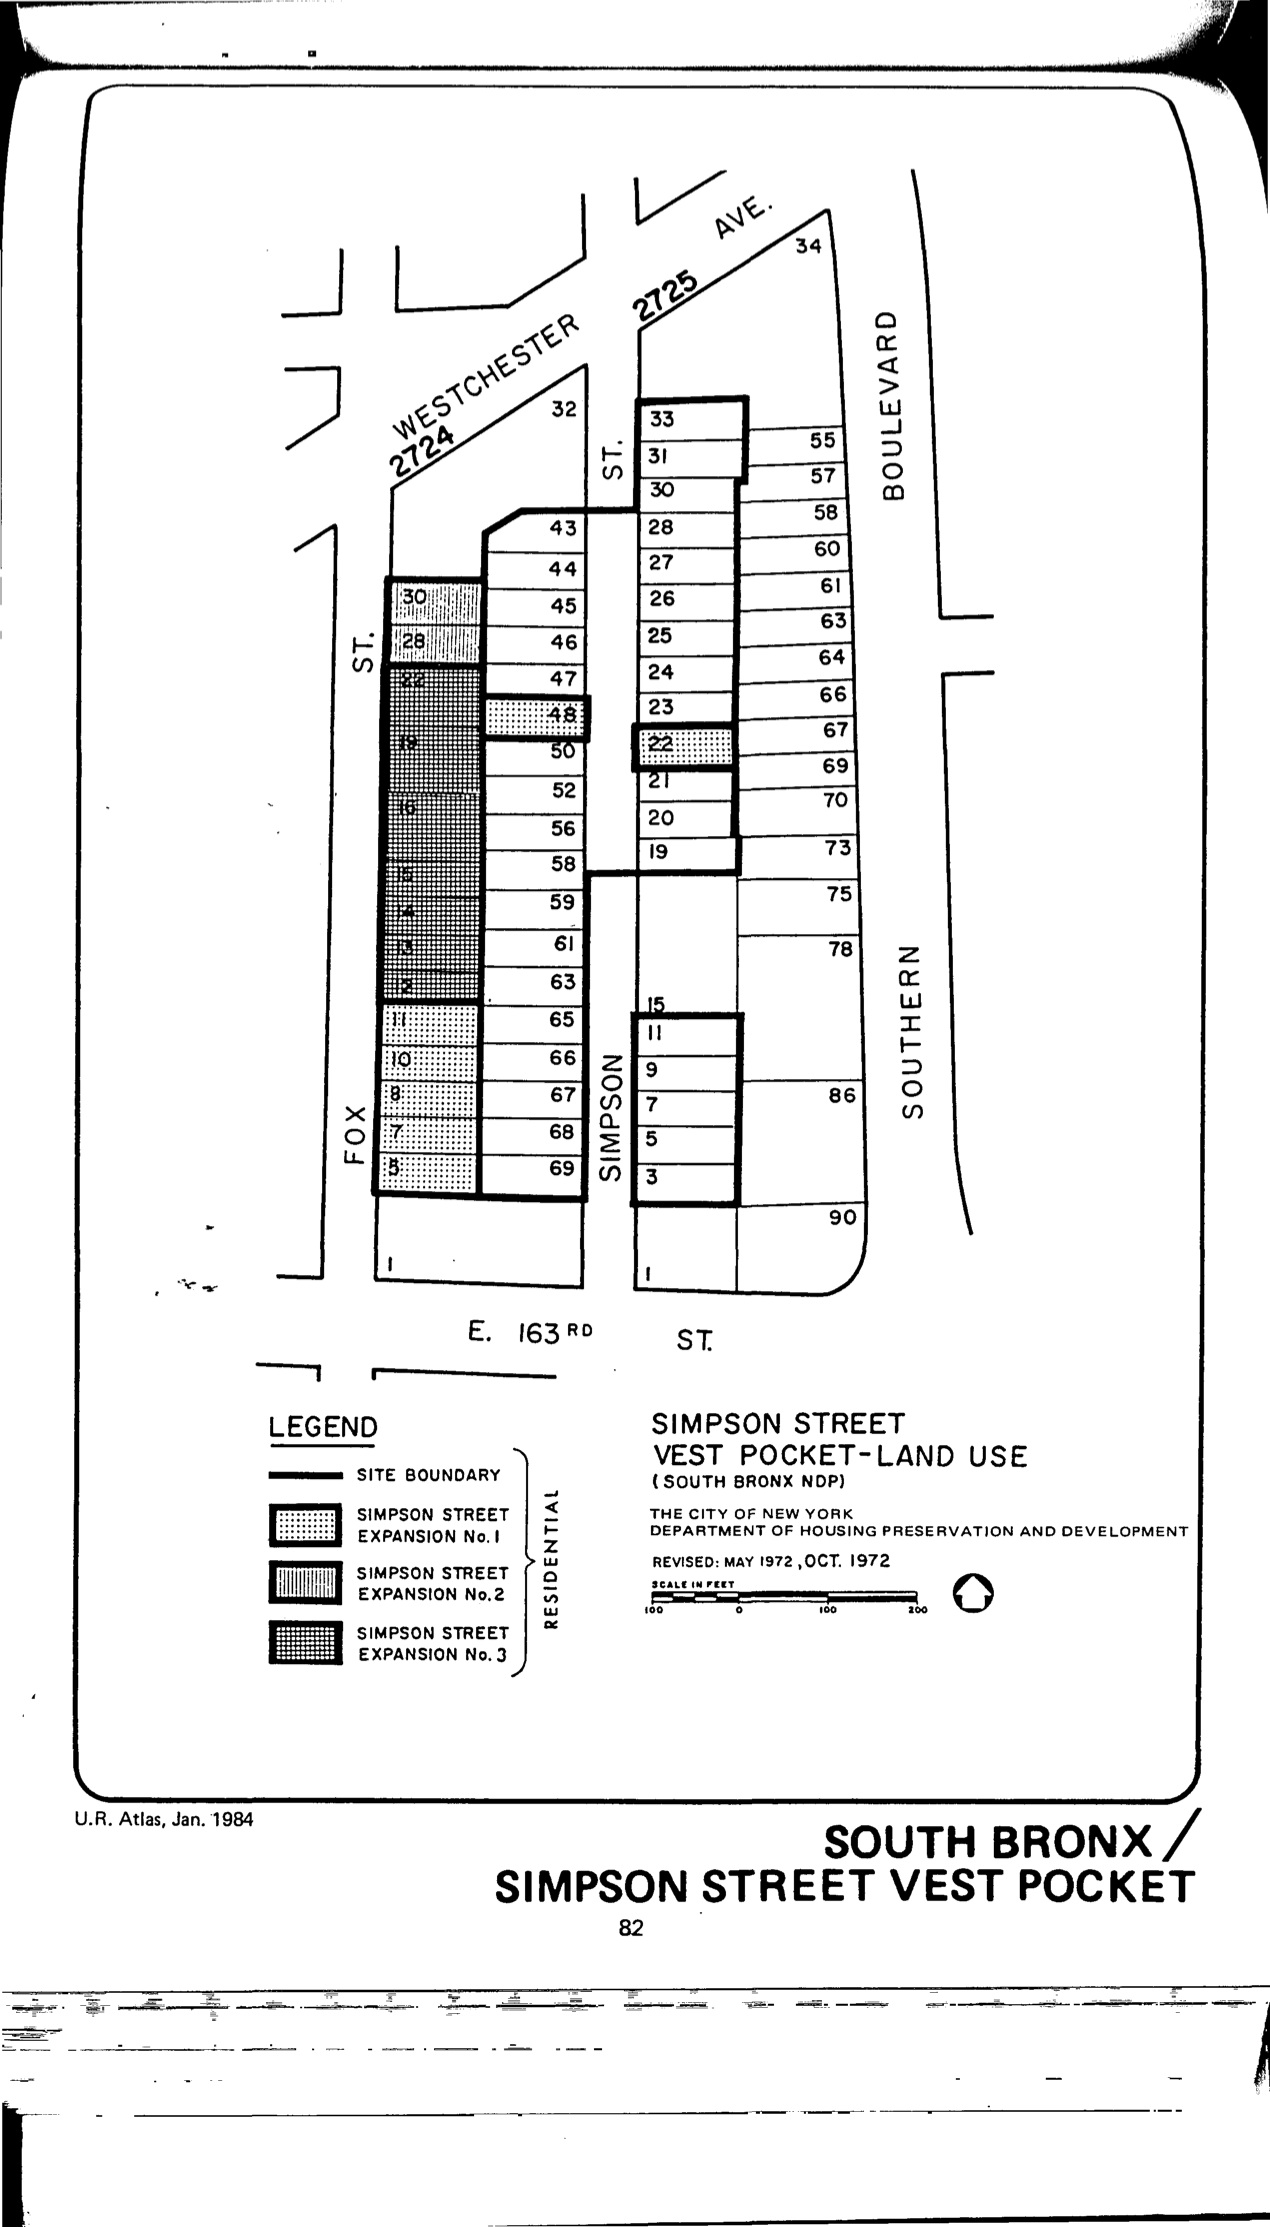 AVE.
34
2725
BOULEVARD
WESTCHESTER
2724
32
ST.
33
31
30
28
27
26
25
24
23
22
21
20
19
15
11
9
7
5
3
1
55
57
58
60
61
63
64
66
67
69
70
73
75
78
86
90
43
44
45
46
47
48
50
52
56
58
59
61
63
65
66
67
68
69
ST.
30
28
22
19
16
15
14
13
12
11
10
8
7
5
1
FOX
SIMPSON
SOUTHERN
E. 163RD ST.
LEGEND
SITE BOUNDARY
SIMPSON STREET
EXPANSION No. 1
SIMPSON STREET
EXPANSION No. 2
SIMPSON STREET
EXPANSION No. 3
RESIDENTIAL
SIMPSON STREET
VEST POCKET-LAND USE
(SOUTH BRONX NDP)
THE CITY OF NEW YORK
DEPARTMENT OF HOUSING PRESERVATION AND DEVELOPMENT
REVISED: MAY 1972, OCT. 1972
SCALE IN FEET
100 0 100 200
U.R. Atlas, Jan. 1984
SOUTH BRONX /
SIMPSON STREET VEST POCKET
82